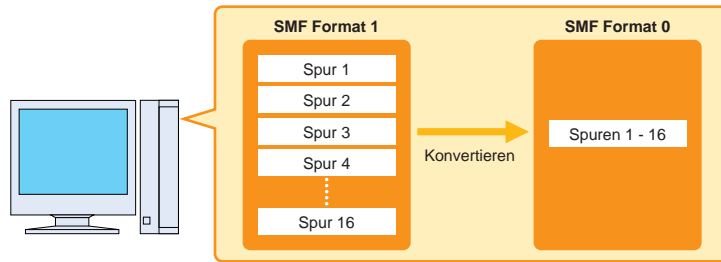 SMF Format 1
Spur 1
Spur 2
Spur 3
Spur 4
Spur 16
Konvertieren
SMF Format 0
Spuren 1 - 16